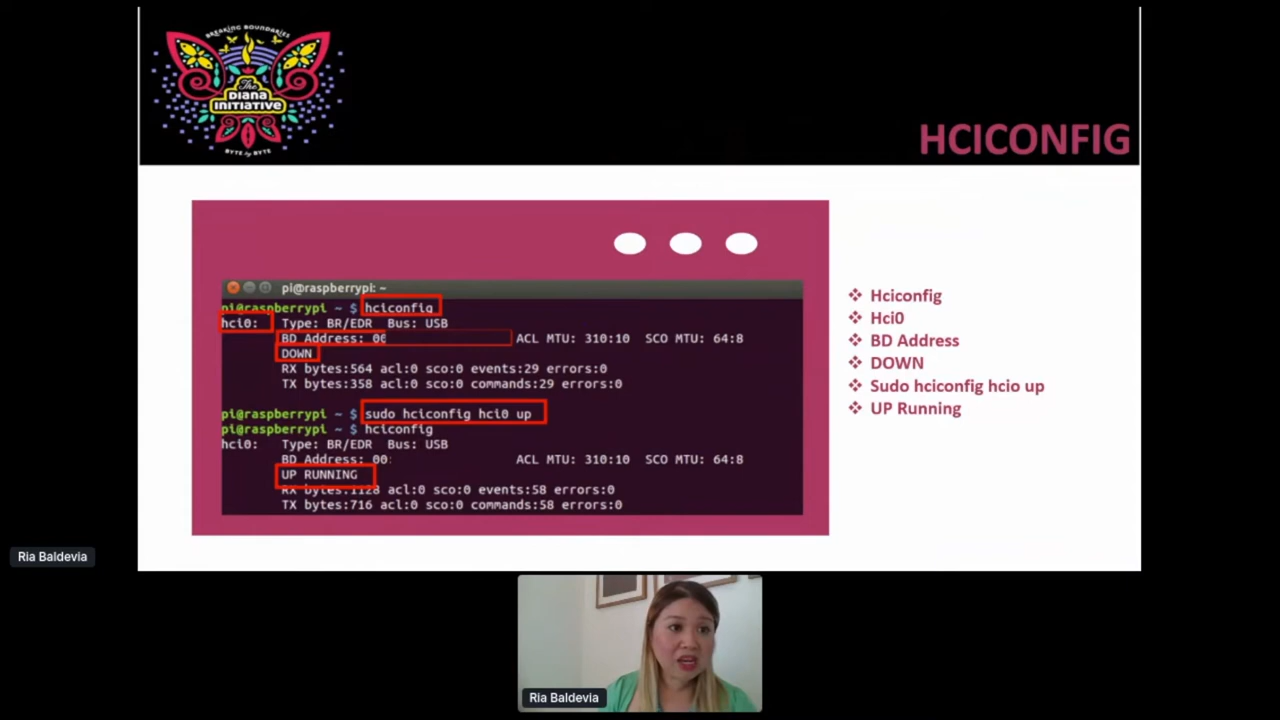 BREAKING BOUNDARIES
The
DIANA
INITIATIVE
BYTE by BYTE
HCICONFIG
pi@raspberrypi: ~
pi@raspberrypi ~ $ hciconfig
hci0: Type: BR/EDR Bus: USB
BD Address: 00 ACL MTU: 310:10 SCO MTU: 64:8
DOWN
RX bytes:564 acl:0 sco:0 events:29 errors:0
TX bytes:358 acl:0 sco:0 commands:29 errors:0
pi@raspberrypi ~ $ sudo hciconfig hci0 up
pi@raspberrypi ~ $ hciconfig
hci0: Type: BR/EDR Bus: USB
BD Address: 00: ACL MTU: 310:10 SCO MTU: 64:8
UP RUNNING
RX bytes:1128 acl:0 sco:0 events:58 errors:0
TX bytes:716 acl:0 sco:0 commands:58 errors:0
❖ Hciconfig
❖ Hci0
❖ BD Address
❖ DOWN
❖ Sudo hciconfig hcio up
❖ UP Running
Ria Baldevia
Ria Baldevia